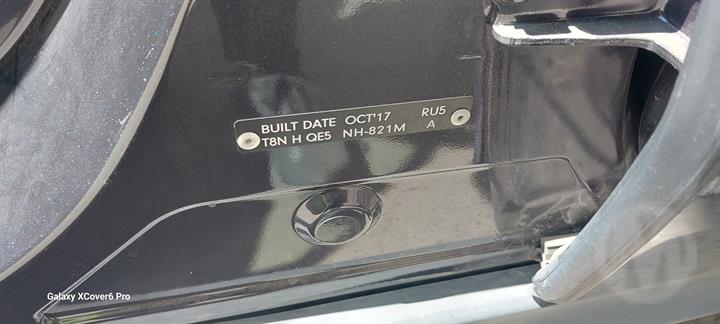 BUILT DATE OCT'17 RU5
T8N H QE5 NH-821M A
Galaxy XCover6 Pro